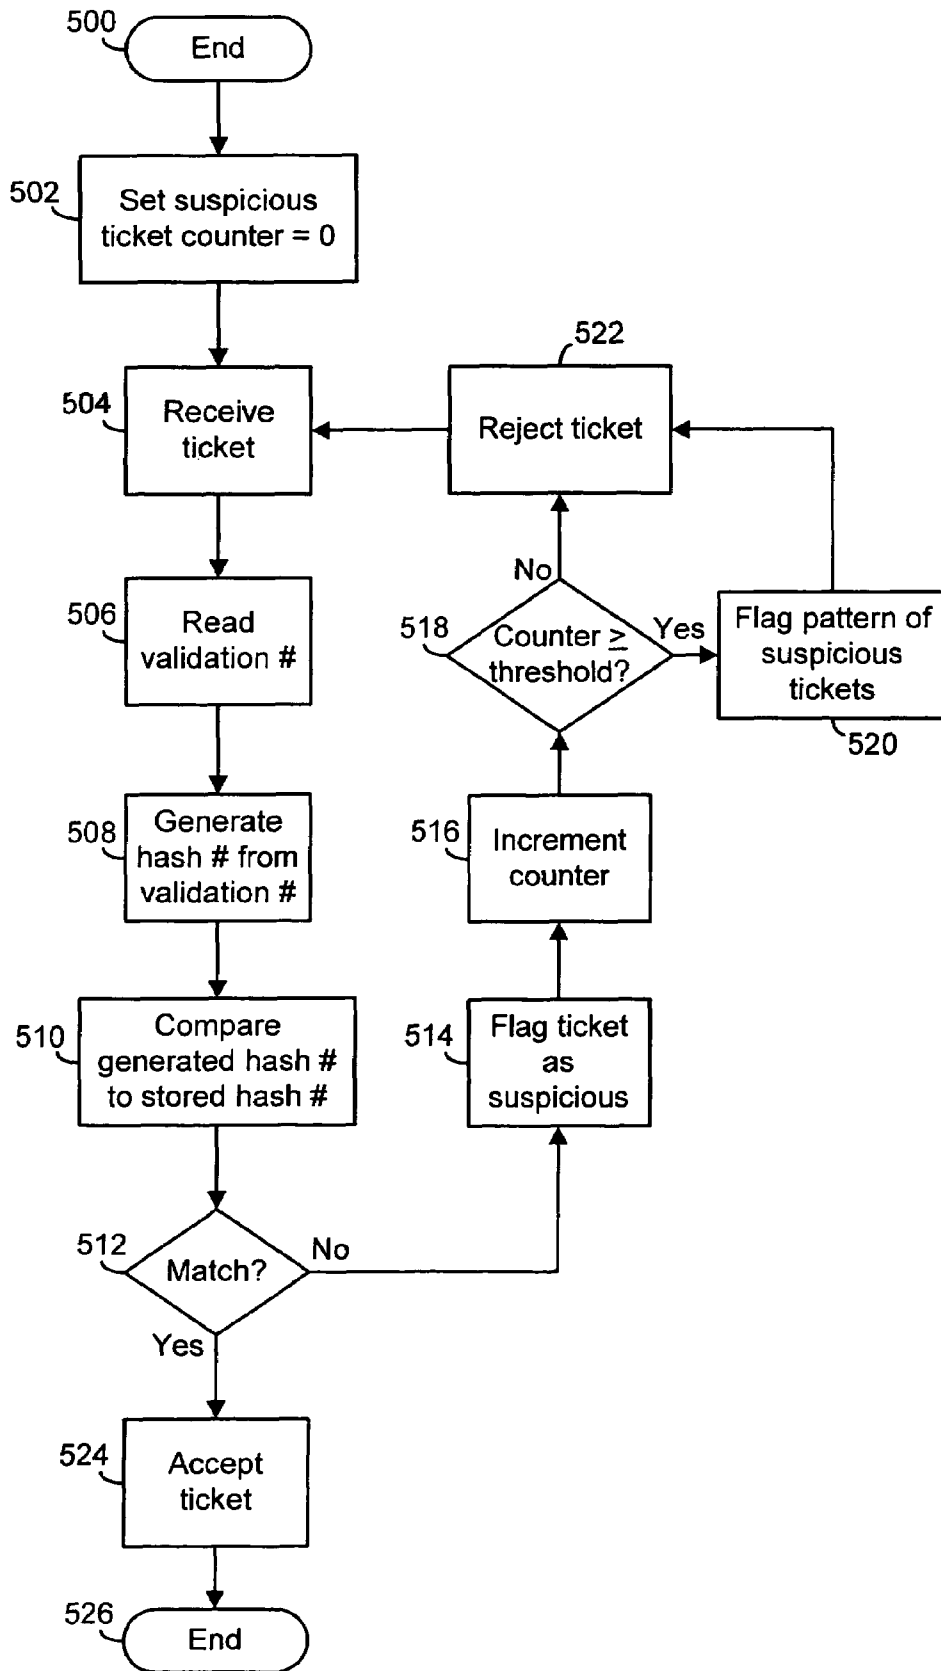 500
End
502
Set suspicious
ticket counter = 0
504
Receive
ticket
506
Read
validation #
508
Generate
hash # from
validation #
510
Compare
generated hash #
to stored hash #
512
Match?
No
Yes
514
Flag ticket
as
suspicious
516
Increment
counter
518
Counter ≥
threshold?
No
Yes
Flag pattern of
suspicious
tickets
520
522
Reject ticket
524
Accept
ticket
526
End